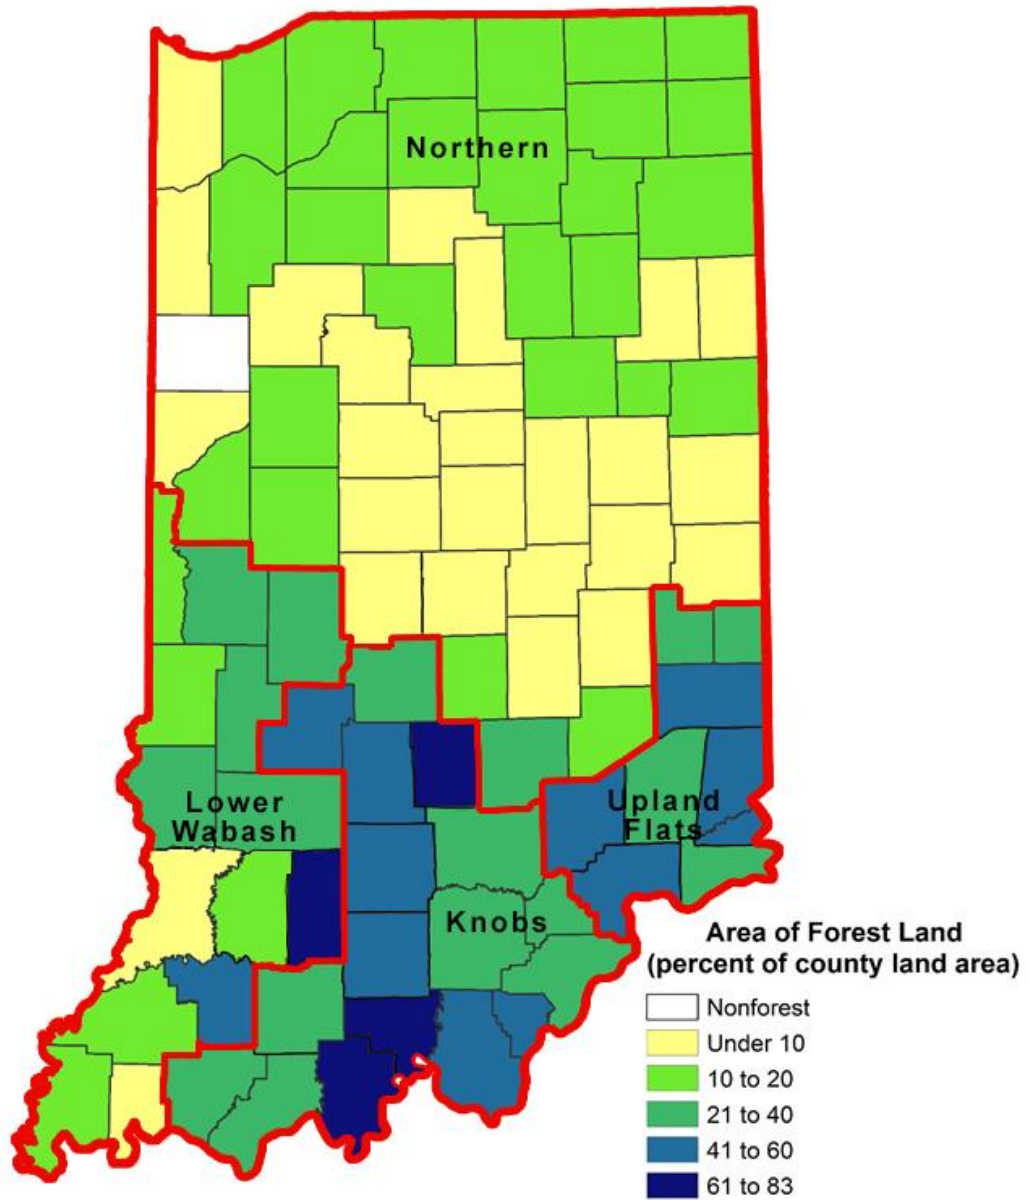 Northern
Lower
Wabash
Upland
Flats
Knobs
Area of Forest Land
(percent of county land area)
Nonforest
Under 10
10 to 20
21 to 40
41 to 60
61 to 83